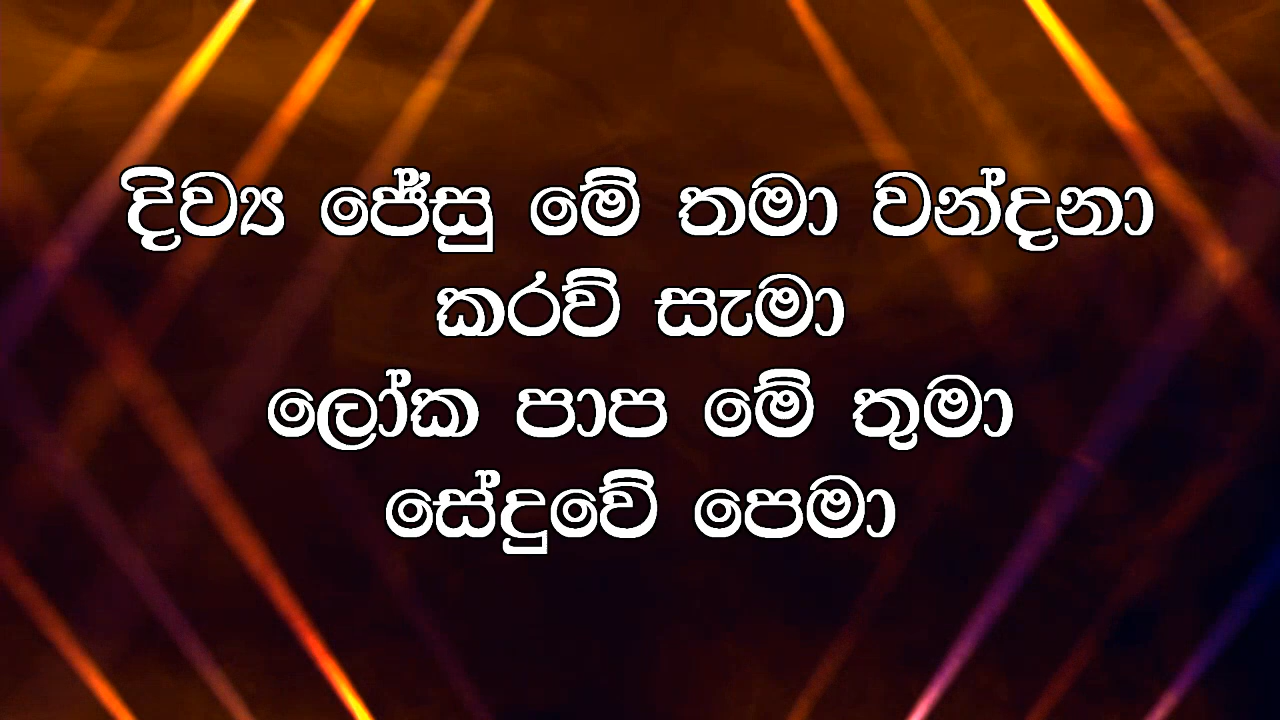 දිව්‍ය ජේසු මේ තමා වන්දනා
කරව් සැමා
ලෝක පාප මේ තුමා
සේදුවේ පෙමා